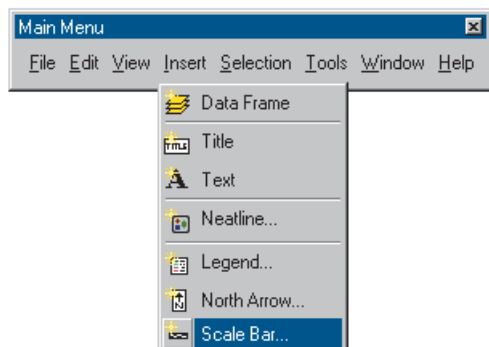 Main Menu
File Edit View Insert Selection Tools Window Help
Data Frame
Title
Text
Neatline...
Legend...
North Arrow...
Scale Bar...